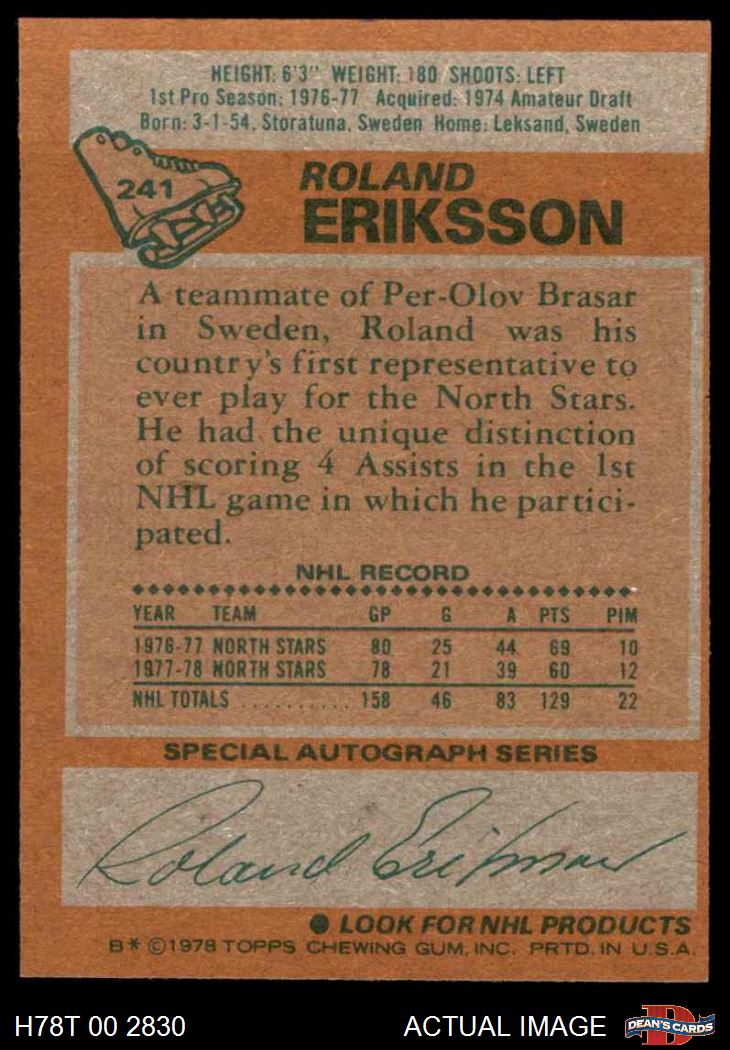 HEIGHT: 6'3" WEIGHT: 180 SHOOTS: LEFT
1st Pro Season: 1976-77 Acquired: 1974 Amateur Draft
Born: 3-1-54, Storatuna, Sweden Home: Leksand, Sweden
241
ROLAND
ERIKSSON
A teammate of Per-Olov Brasar
in Sweden, Roland was his
country's first representative to
ever play for the North Stars.
He had the unique distinction
of scoring 4 Assists in the 1st
NHL game in which he partici-
pated.
NHL RECORD
YEAR TEAM GP G A PTS PIM
1976-77 NORTH STARS 80 25 44 69 10
1977-78 NORTH STARS 78 21 39 60 12
NHL TOTALS .......... 158 46 83 129 22
SPECIAL AUTOGRAPH SERIES
Roland Eriksson
● LOOK FOR NHL PRODUCTS
B* © 1978 TOPPS CHEWING GUM, INC. PRTD. IN U.S.A.
H78T 00 2830 ACTUAL IMAGE D DEAN'S CARDS